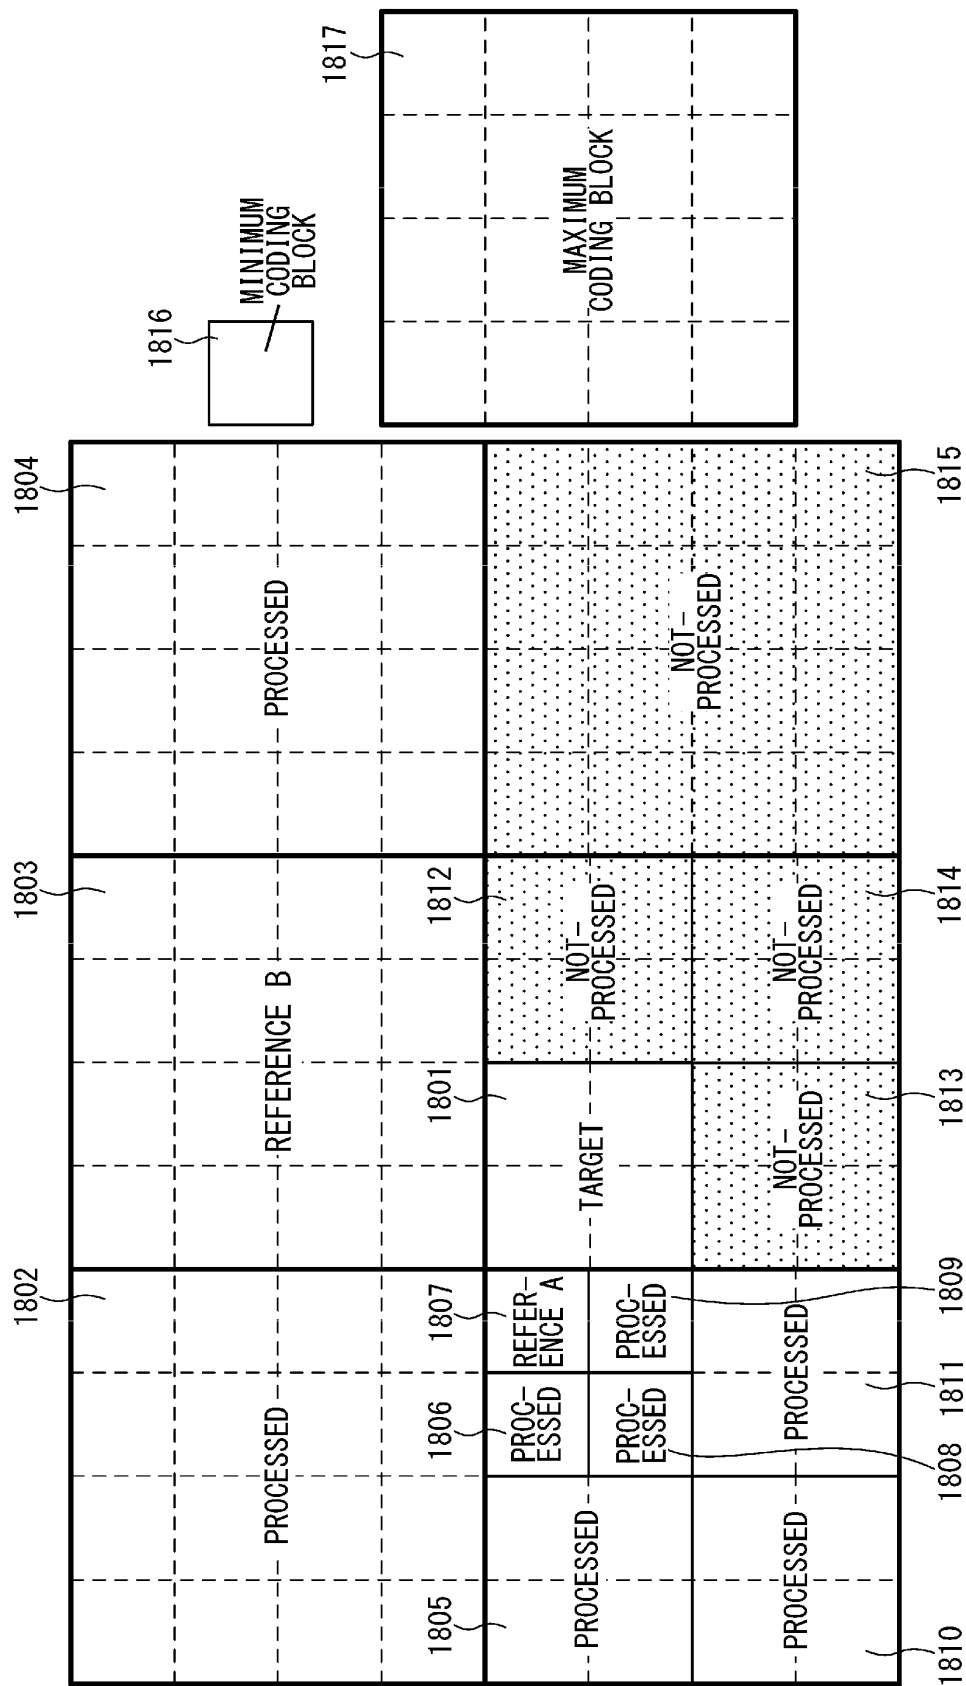 1802
1803
1804
PROCESSED
REFERENCE B
PROCESSED
1816
MINIMUM
CODING
BLOCK
1817
MAXIMUM
CODING BLOCK
1805
1806
1807
1801
1812
PROCESSED
PROC-
ESSED
REFER-
ENCE A
PROC-
ESSED
PROC-
ESSED
TARGET
NOT-
PROCESSED
NOT-
PROCESSED
PROCESSED
PROCESSED
NOT-
PROCESSED
NOT-
PROCESSED
1810
1808
1811
1809
1813
1814
1815